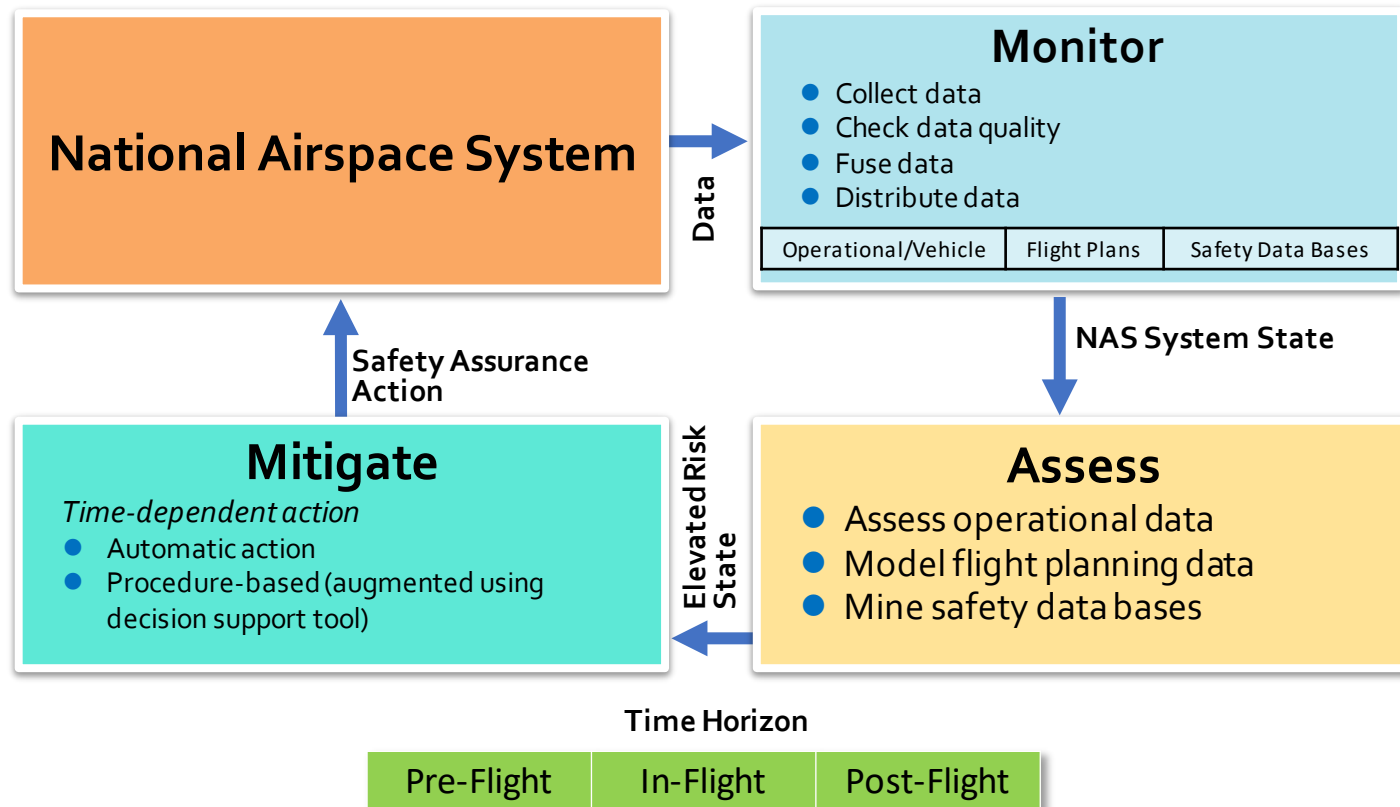 National Airspace System
Data
Monitor
Collect data
Check data quality
Fuse data
Distribute data
Operational/Vehicle
Flight Plans
Safety Data Bases
NAS System State
Assess
Assess operational data
Model flight planning data
Mine safety data bases
Elevated Risk
State
Mitigate
Time-dependent action
Automatic action
Procedure-based (augmented using
decision support tool)
Safety Assurance
Action
Time Horizon
Pre-Flight
In-Flight
Post-Flight